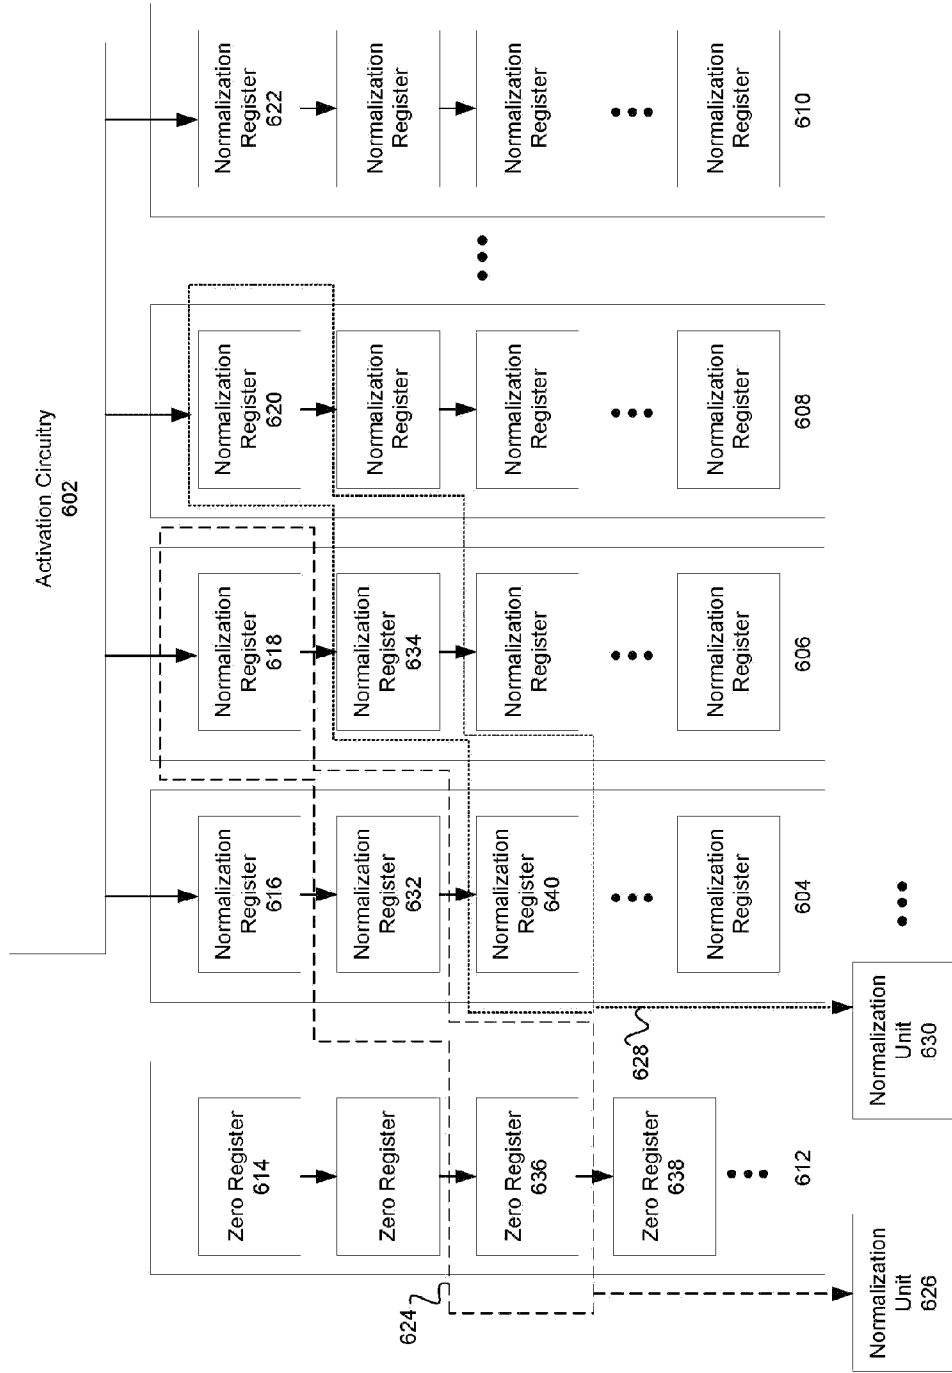 Activation Circuitry
602
Zero Register
614
Normalization
Register
616
Normalization
Register
618
Normalization
Register
620
Normalization
Register
622
Zero Register
Normalization
Register
632
Normalization
Register
634
Normalization
Register
Normalization
Register
624
Zero Register
636
Normalization
Register
640
Normalization
Register
Normalization
Register
Normalization
Register
Zero Register
638
628
Normalization
Register
Normalization
Register
Normalization
Register
Normalization
Register
612
604
606
608
610
Normalization
Unit
626
Normalization
Unit
630